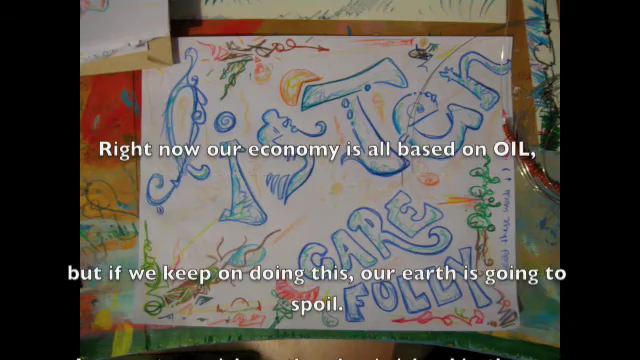 listen
Right now our economy is all based on OIL,
CARE
but if we keep on doing this, our earth is going to
FULLY
spoil.